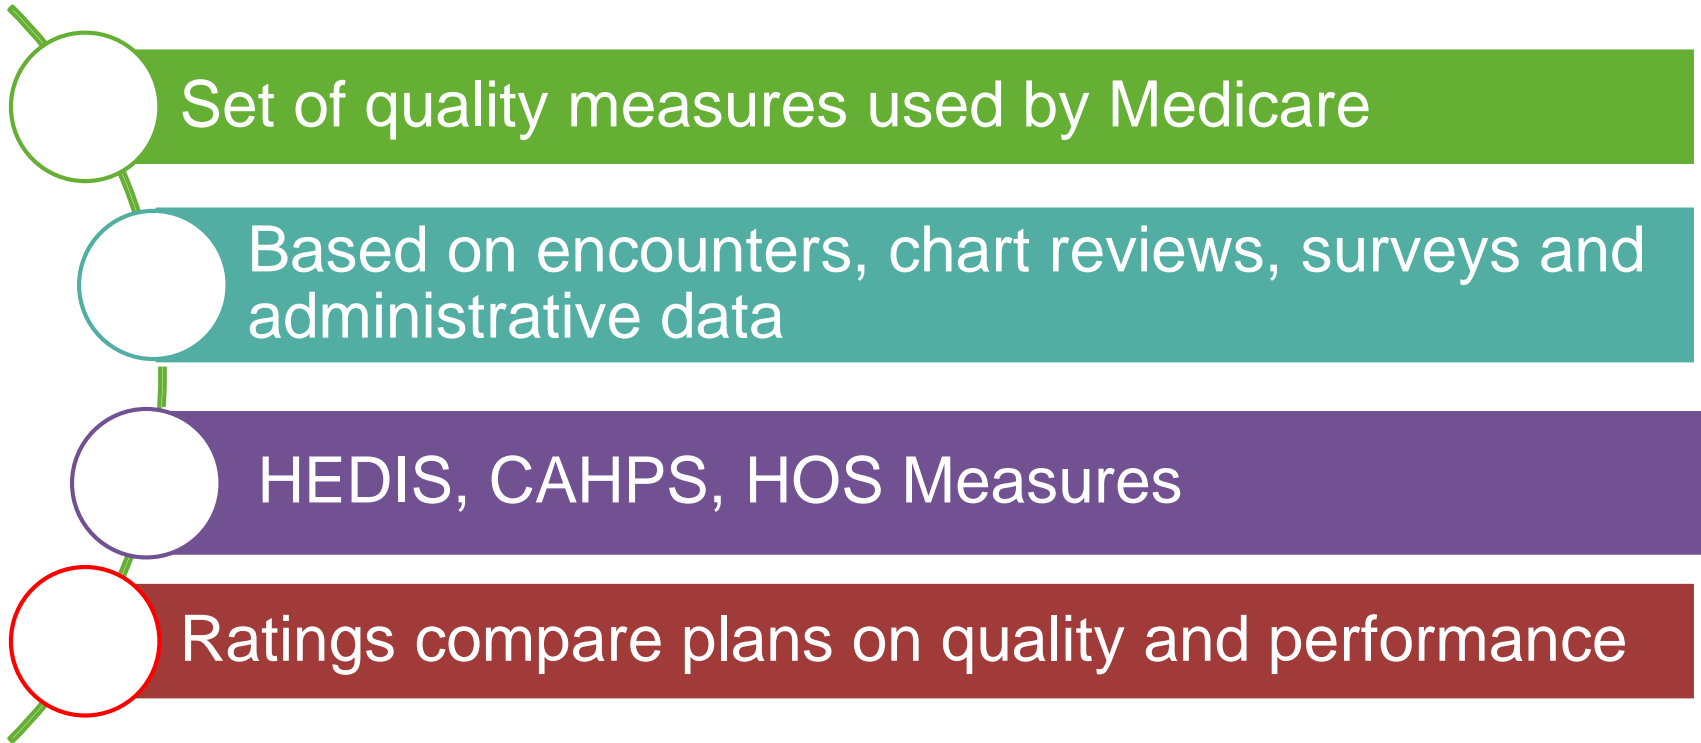 Set of quality measures used by Medicare
Based on encounters, chart reviews, surveys and
administrative data
HEDIS, CAHPS, HOS Measures
Ratings compare plans on quality and performance